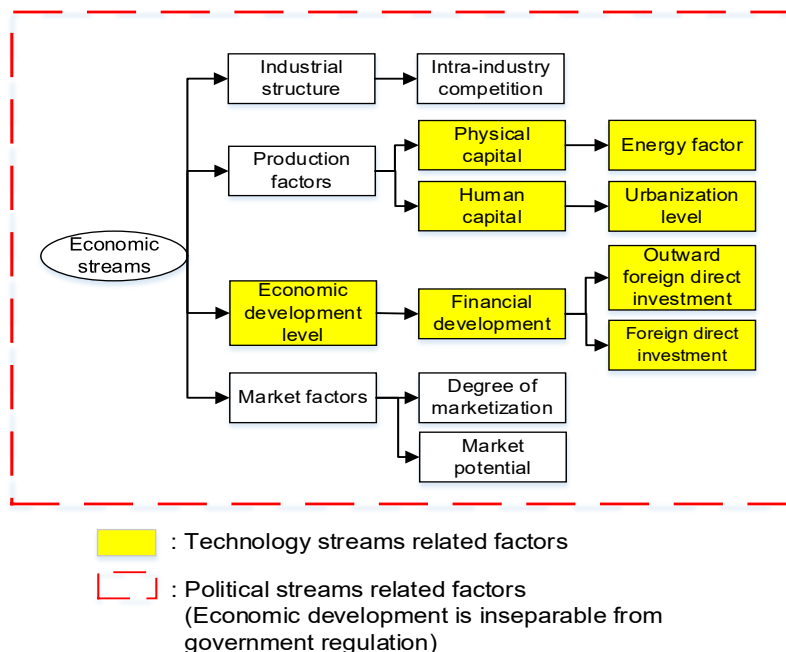 Industrial
structure
Intra-industry
competition
Physical
capital
Energy factor
Production
factors
Human
capital
Urbanization
level
Economic
streams
Outward
foreign direct
investment
Economic
development
level
Financial
development
Foreign direct
investment
Market factors
Degree of
marketization
Market
potential
: Technology streams related factors
: Political streams related factors
(Economic development is inseparable from
government regulation)